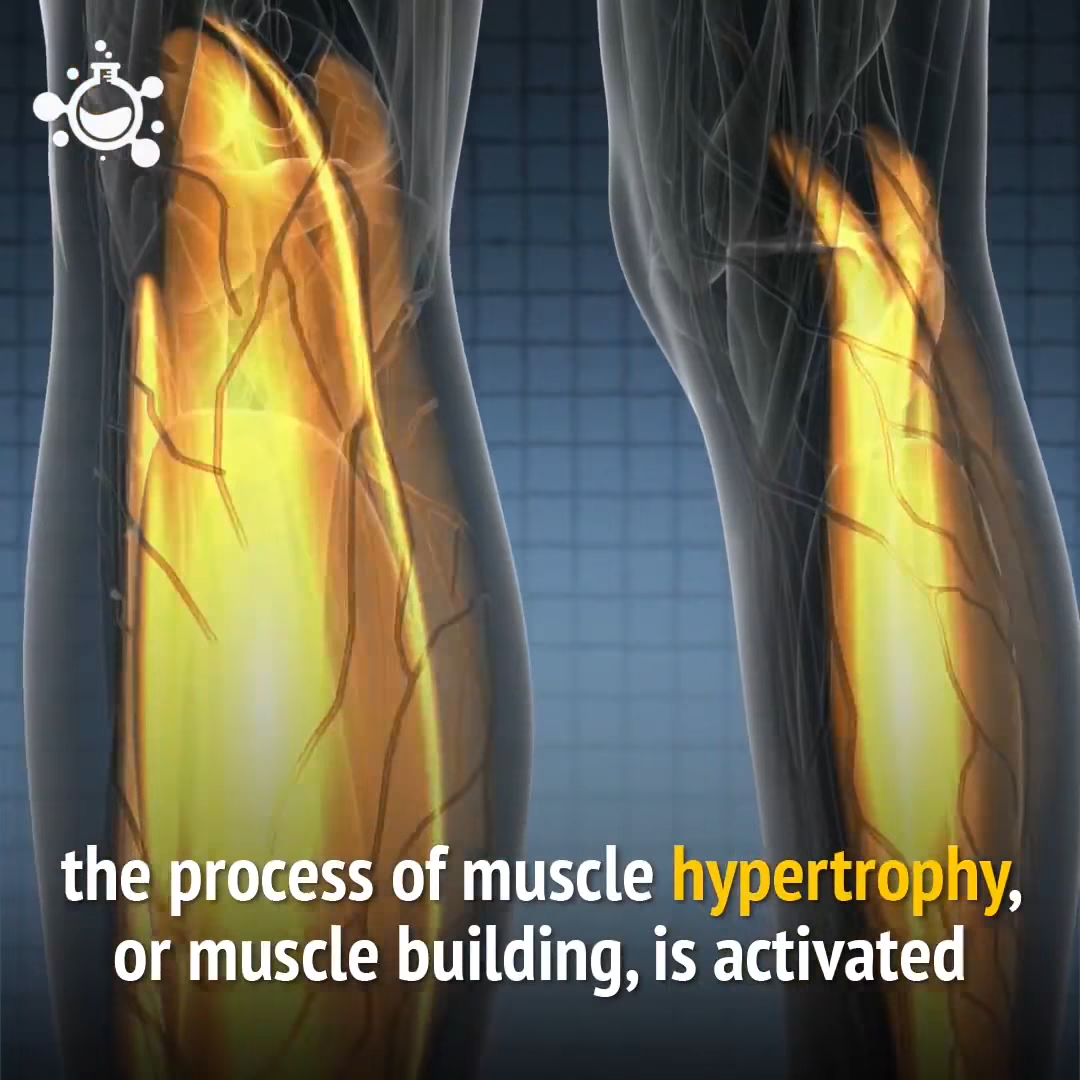 the process of muscle hypertrophy,
or muscle building, is activated